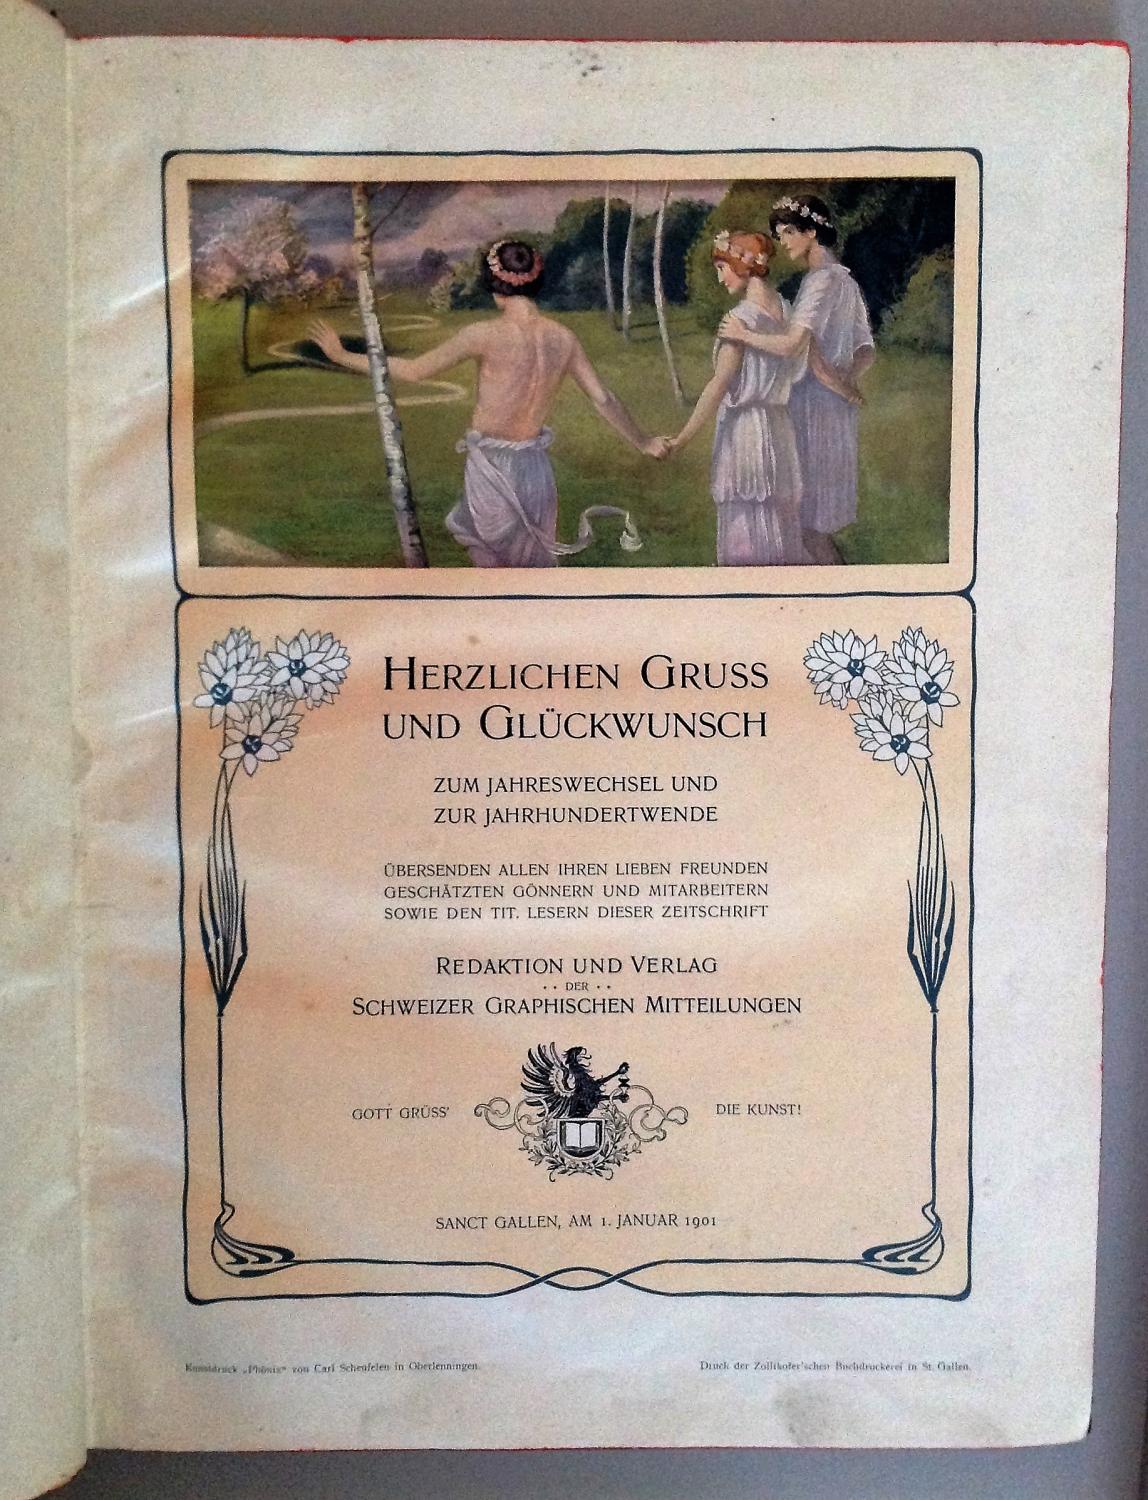 HERZLICHEN GRUSS
UND GLÜCKWUNSCH
ZUM JAHRESWECHSEL UND
ZUR JAHRHUNDERTWENDE
ÜBERSENDEN ALLEN IHREN LIEBEN FREUNDEN
GESCHÄTZTEN GÖNNERN UND MITARBEITERN
SOWIE DEN TIT. LESERN DIESER ZEITSCHRIFT
REDAKTION UND VERLAG
· · DER · ·
SCHWEIZER GRAPHISCHEN MITTEILUNGEN
GOTT GRÜSS' DIE KUNST!
SANCT GALLEN, AM 1. JANUAR 1901
Kunstdruck „Phönix“ von Carl Scheufelen in Oberlenningen.
Druck der Zollikofer'schen Buchdruckerei in St. Gallen.